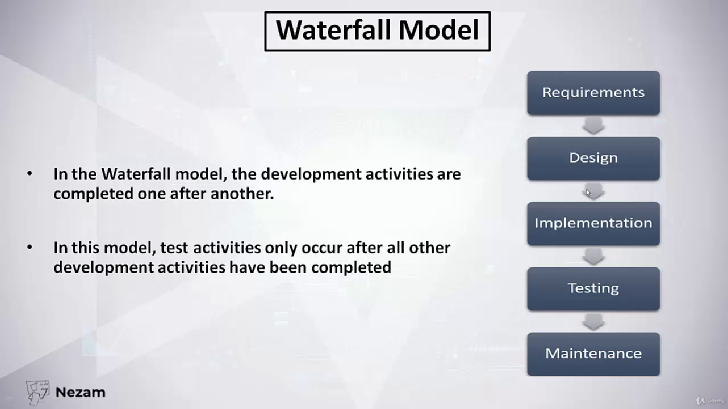 Waterfall Model
Requirements
Design
• In the Waterfall model, the development activities are
completed one after another.
Implementation
• In this model, test activities only occur after all other
development activities have been completed
Testing
Maintenance
Nezam